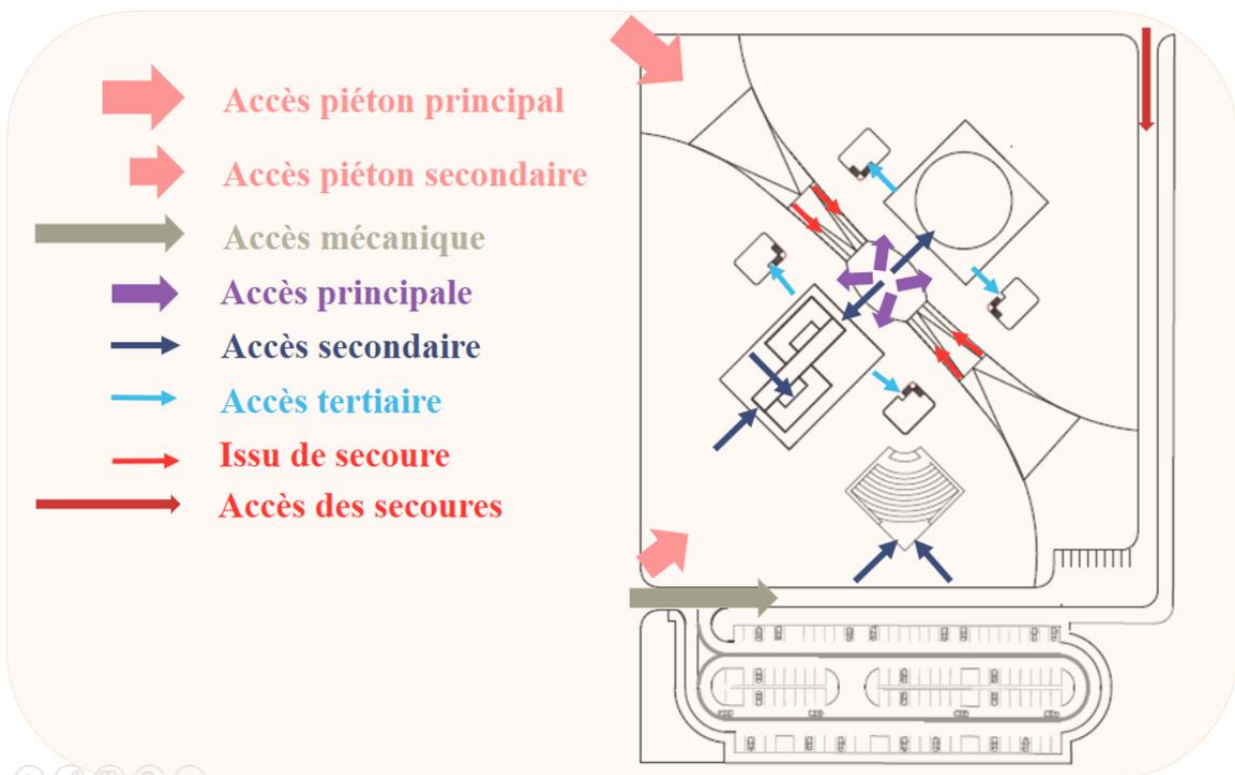 Accès piéton principal
Accès piéton secondaire
Accès mécanique
Accès principale
Accès secondaire
Accès tertiaire
Issu de secoure
Accès des secoures